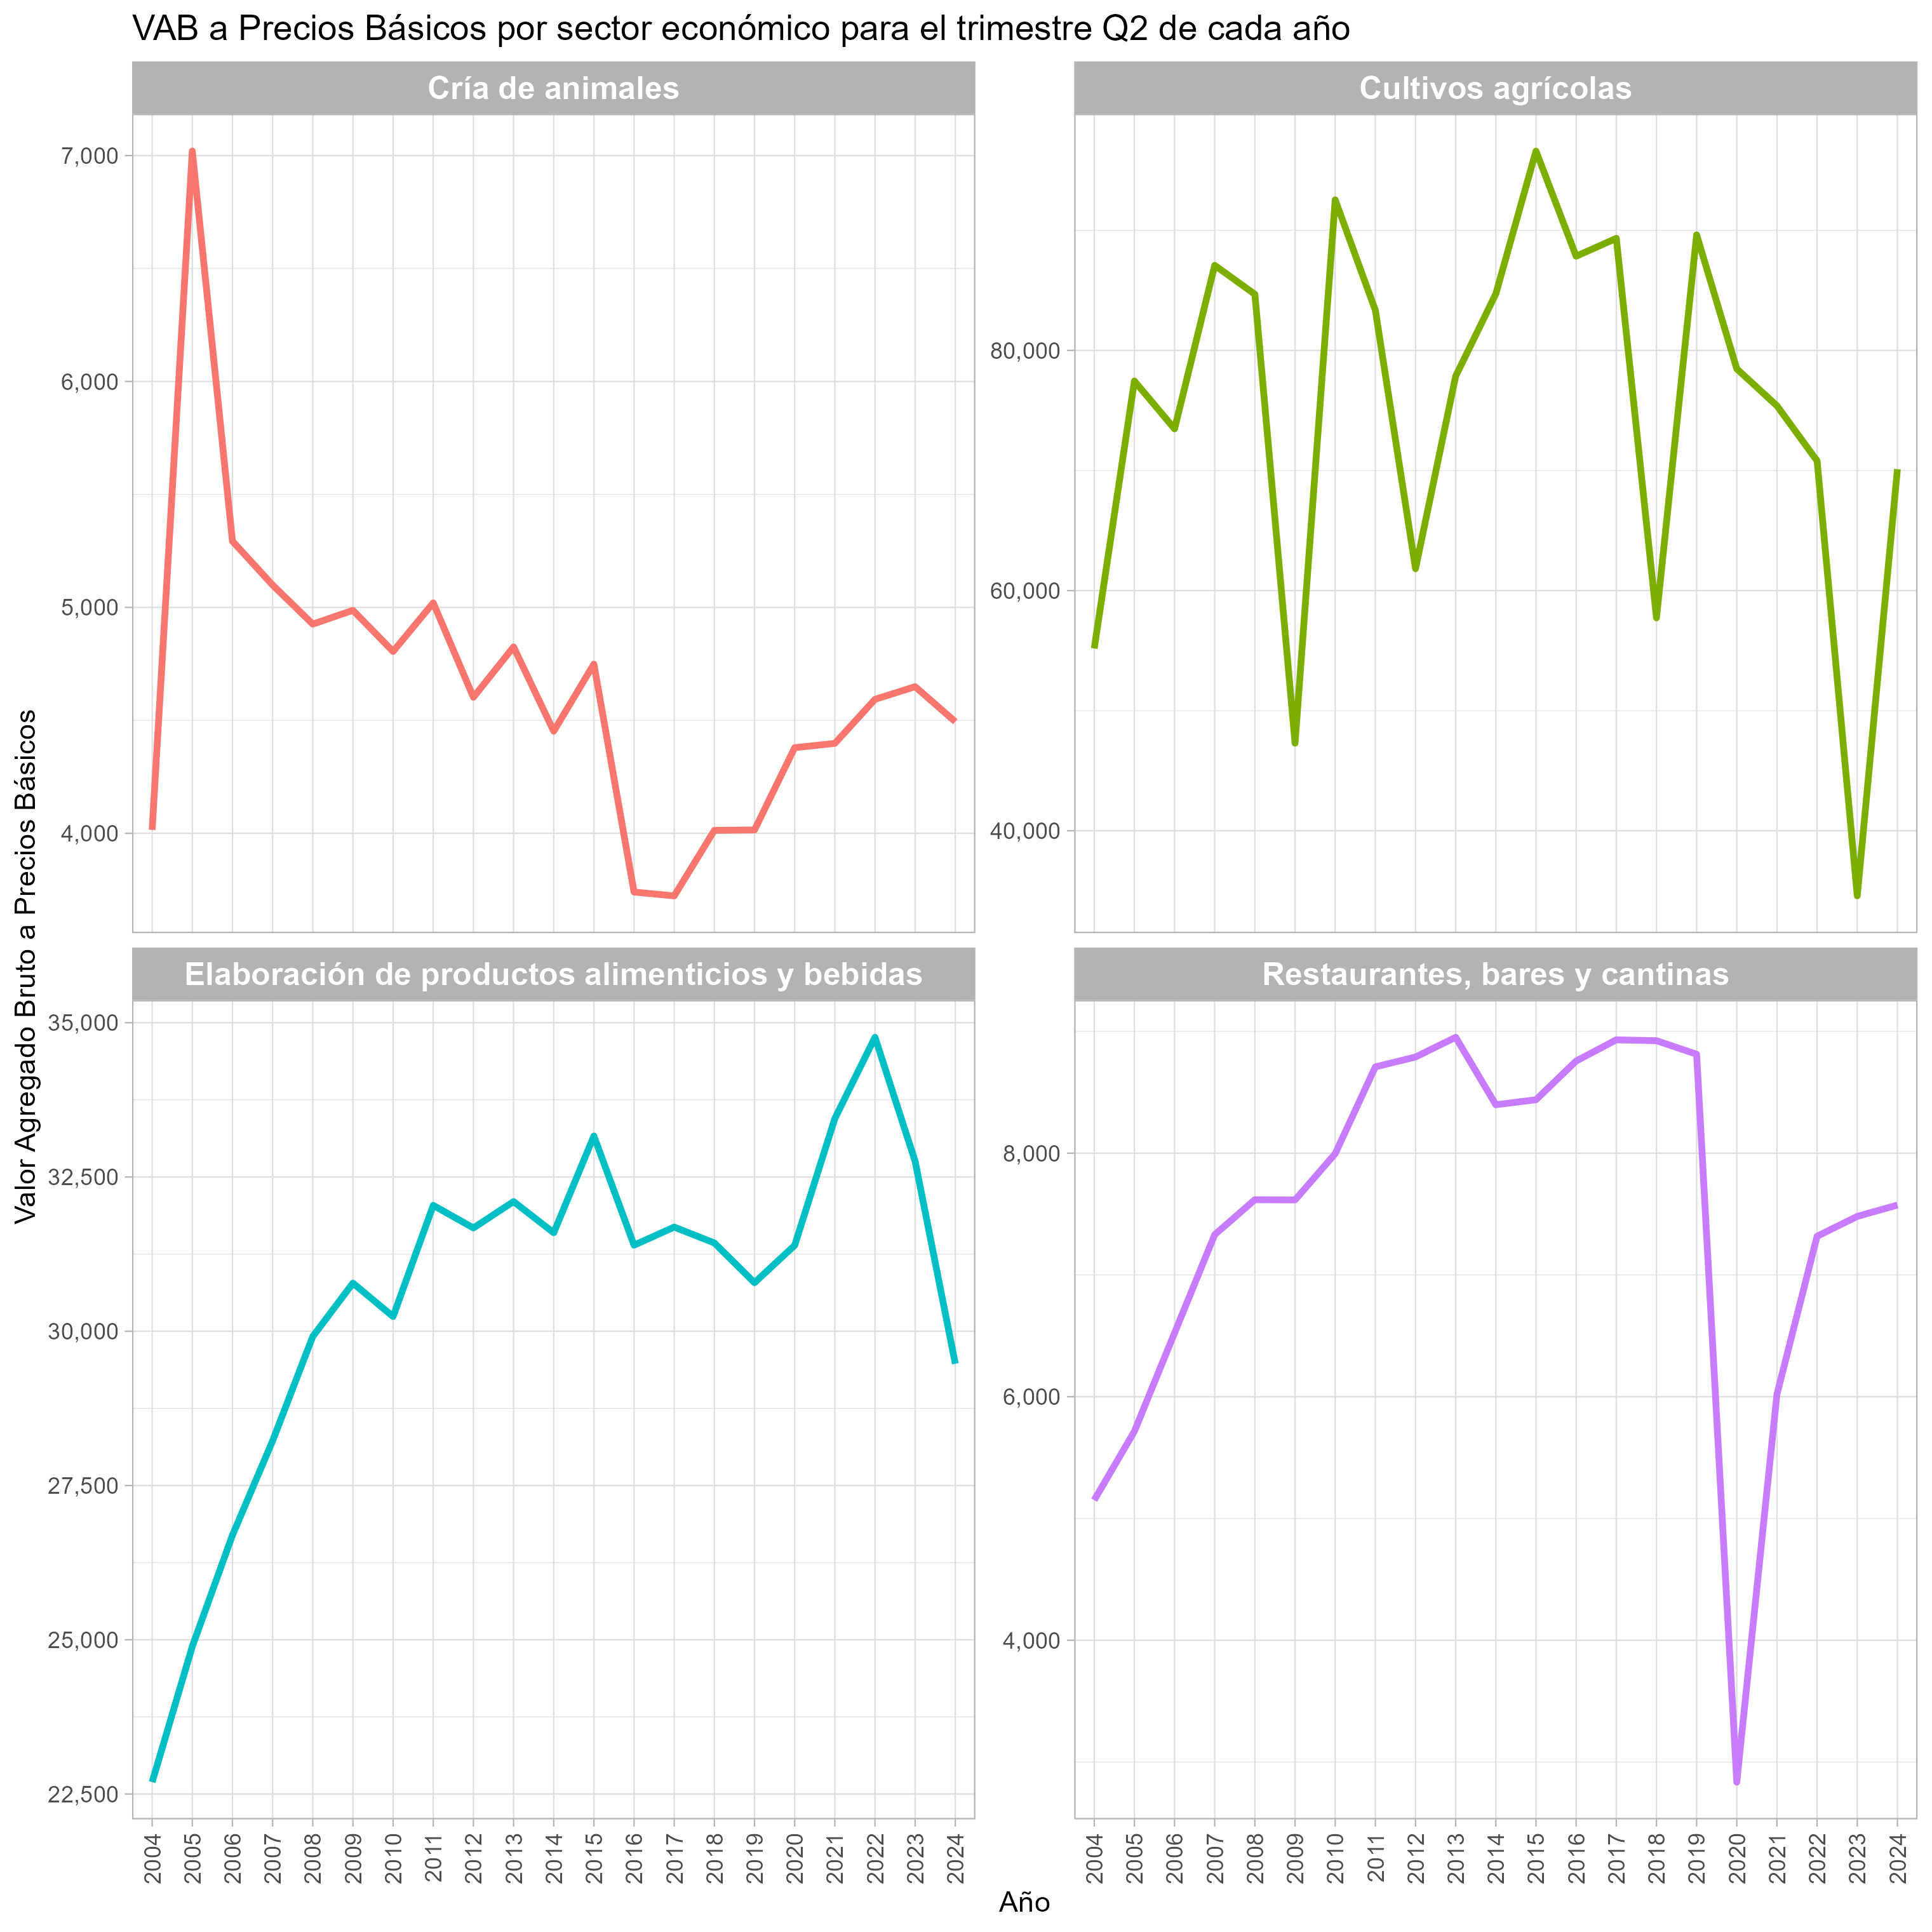 VAB a Precios Básicos por sector económico para el trimestre Q2 de cada año
Valor Agregado Bruto a Precios Básicos
Cría de animales
7,000
6,000
5,000
4,000
Cultivos agrícolas
80,000
60,000
40,000
Elaboración de productos alimenticios y bebidas
35,000
32,500
30,000
27,500
25,000
22,500
2004 2005 2006 2007 2008 2009 2010 2011 2012 2013 2014 2015 2016 2017 2018 2019 2020 2021 2022 2023 2024
Restaurantes, bares y cantinas
8,000
6,000
4,000
2004 2005 2006 2007 2008 2009 2010 2011 2012 2013 2014 2015 2016 2017 2018 2019 2020 2021 2022 2023 2024
Año